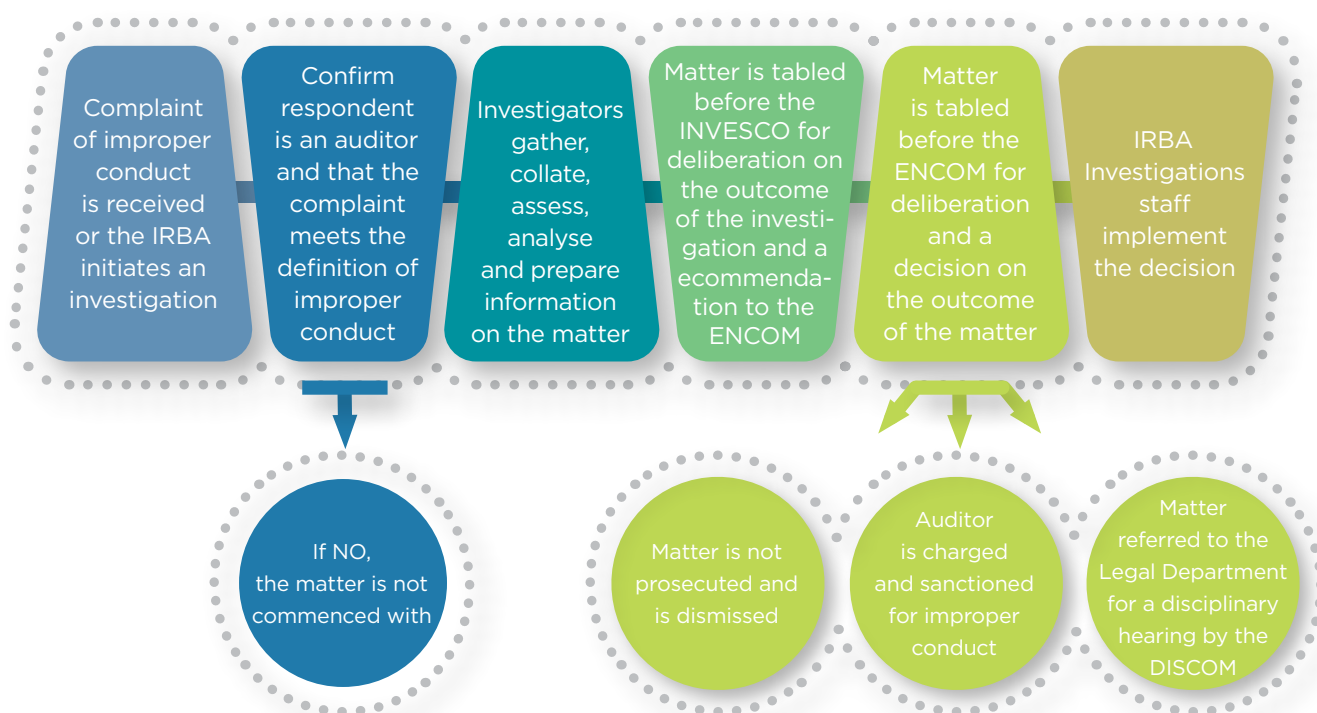 Complaint
of improper
conduct
is received
or the IRBA
initiates an
investigation
Confirm
respondent
is an auditor
and that the
complaint
meets the
definition of
improper
conduct
Investigators
gather,
collate,
assess,
analyse
and prepare
information
on the matter
Matter is tabled
before the
INVESCO for
deliberation on
the outcome
of the investi-
gation and a
ecommenda-
tion to the
ENCOM
Matter
is tabled
before the
ENCOM for
deliberation
and a
decision on
the outcome
of the matter
IRBA
Investigations
staff
implement
the decision
If NO,
the matter is not
commenced with
Matter is not
prosecuted and
is dismissed
Auditor
is charged
and sanctioned
for improper
conduct
Matter
referred to the
Legal Department
for a disciplinary
hearing by the
DISCOM